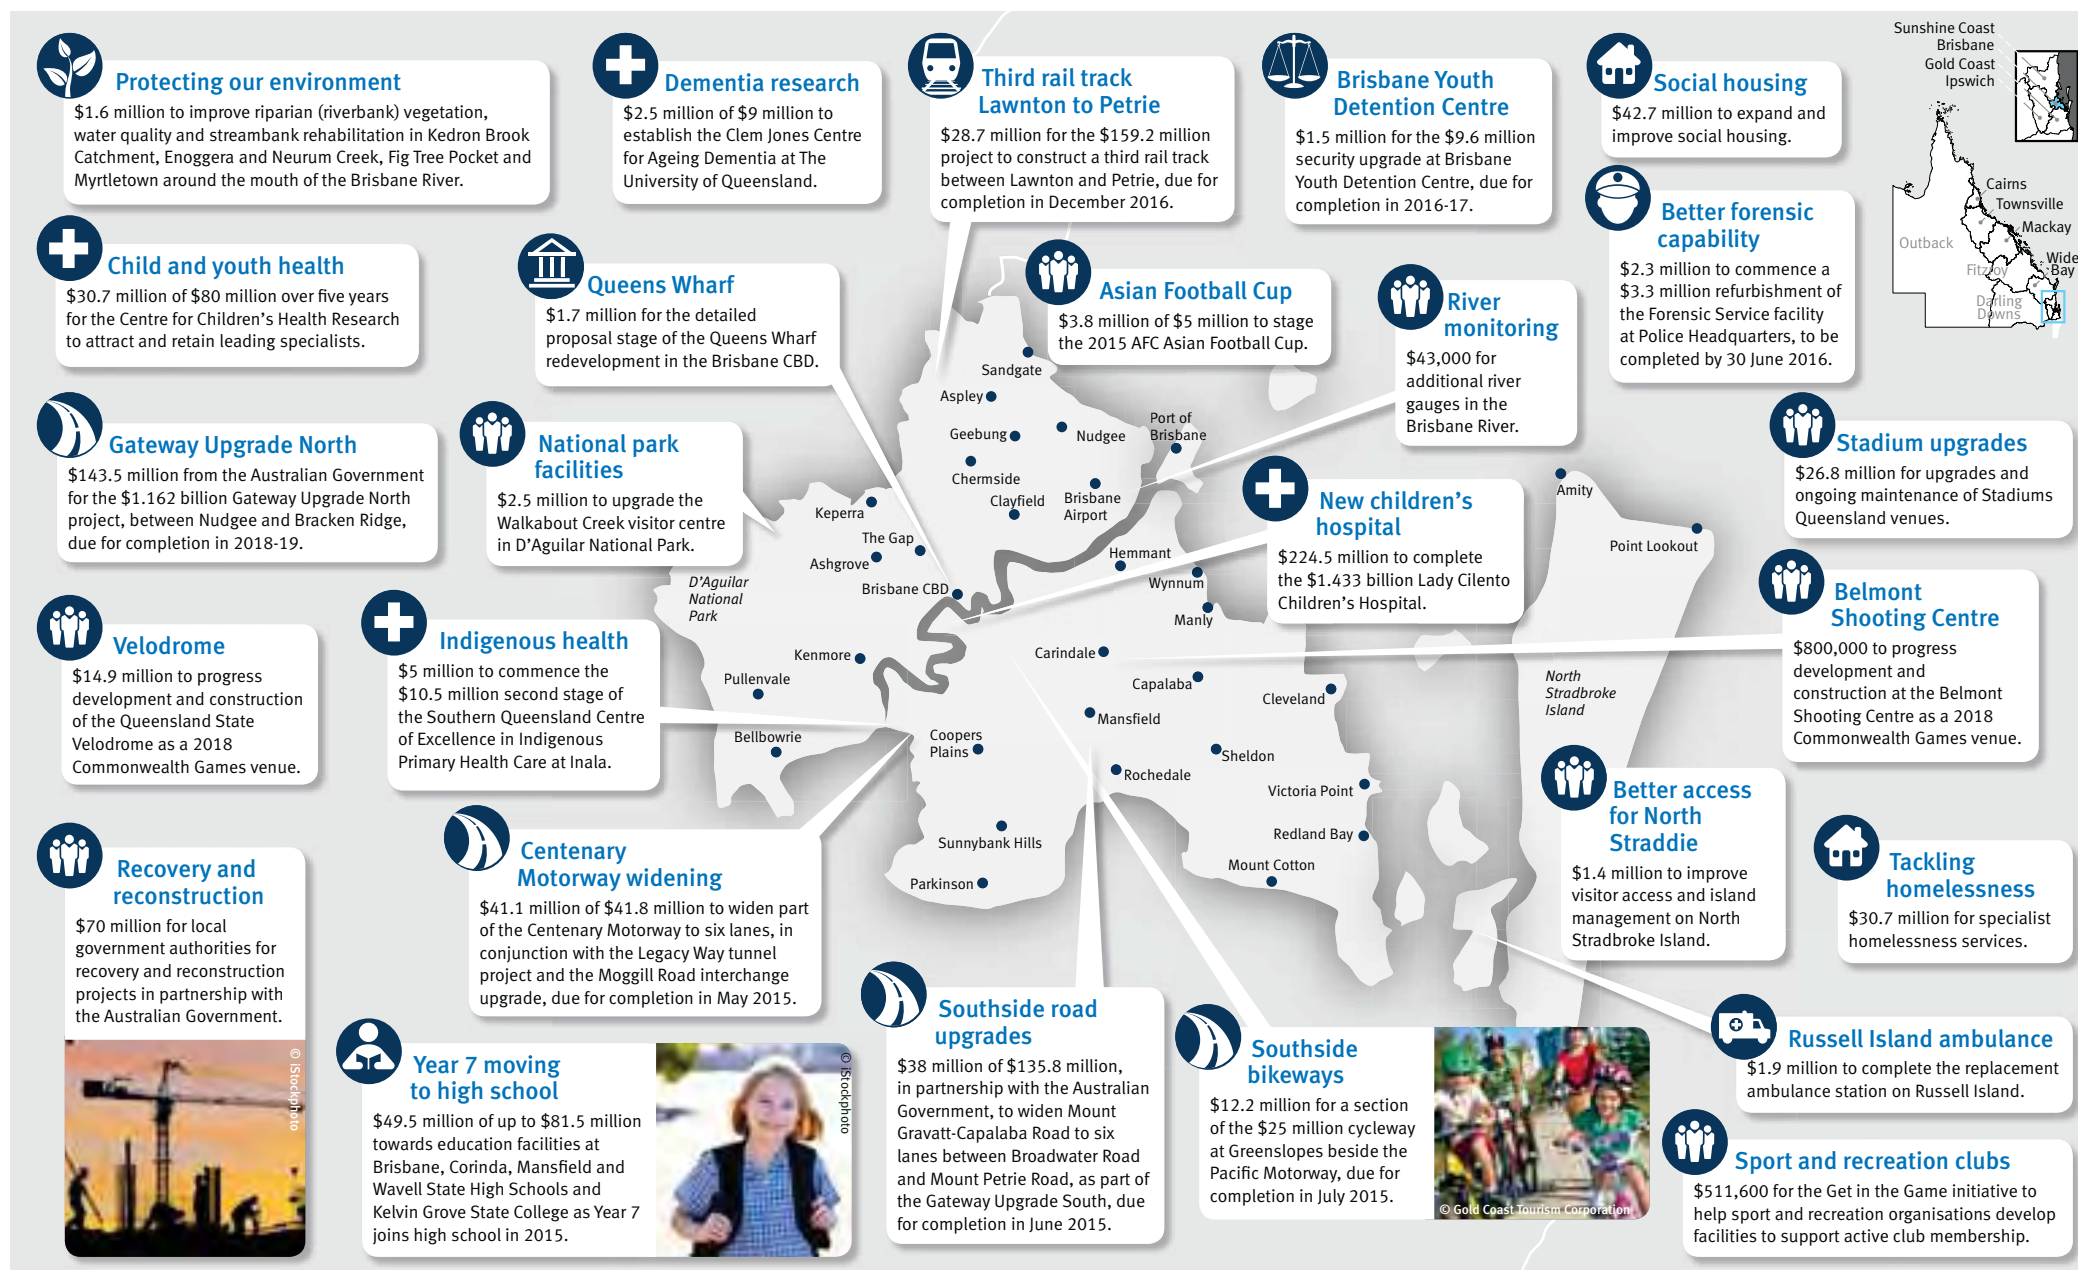 Protecting our environment
$1.6 million to improve riparian (riverbank) vegetation,
water quality and streambank rehabilitation in Kedron Brook
Catchment, Enoggera and Neurum Creek, Fig Tree Pocket and
Myrtletown around the mouth of the Brisbane River.
Dementia research
$2.5 million of $9 million to
establish the Clem Jones Centre
for Ageing Dementia at The
University of Queensland.
Third rail track
Lawnton to Petrie
$28.7 million for the $159.2 million
project to construct a third rail track
between Lawnton and Petrie, due for
completion in December 2016.
Brisbane Youth
Detention Centre
$1.5 million for the $9.6 million
security upgrade at Brisbane
Youth Detention Centre, due for
completion in 2016-17.
Social housing
$42.7 million to expand and
improve social housing.
Sunshine Coast
Brisbane
Gold Coast
Ipswich
Cairns
Townsville
Mackay
Outback
Fitzroy
Wide
Bay
Darling
Downs
Child and youth health
$30.7 million of $80 million over five years
for the Centre for Children's Health Research
to attract and retain leading specialists.
Queens Wharf
$1.7 million for the detailed
proposal stage of the Queens Wharf
redevelopment in the Brisbane CBD.
Asian Football Cup
$3.8 million of $5 million to stage
the 2015 AFC Asian Football Cup.
River
monitoring
$43,000 for
additional river
gauges in the
Brisbane River.
Better forensic
capability
$2.3 million to commence a
$3.3 million refurbishment of
the Forensic Service facility
at Police Headquarters, to be
completed by 30 June 2016.
Gateway Upgrade North
$143.5 million from the Australian Government
for the $1.162 billion Gateway Upgrade North
project, between Nudgee and Bracken Ridge,
due for completion in 2018-19.
National park
facilities
$2.5 million to upgrade the
Walkabout Creek visitor centre
in D'Aguilar National Park.
New children's
hospital
$224.5 million to complete
the $1.433 billion Lady Cilento
Children's Hospital.
Stadium upgrades
$26.8 million for upgrades and
ongoing maintenance of Stadiums
Queensland venues.
Sandgate
Aspley
Geebung
Nudgee
Port of
Brisbane
Chermside
Clayfield
Brisbane
Airport
Keperra
The Gap
Ashgrove
Brisbane CBD
D'Aguilar
National
Park
Hemmant
Wynnum
Manly
Amity
Point Lookout
Kenmore
Pullenvale
Bellbowrie
Carindale
Capalaba
Cleveland
Mansfield
Coopers
Plains
Sheldon
Rochedale
Victoria Point
Redland Bay
Sunnybank Hills
Mount Cotton
Parkinson
North
Stradbroke
Island
Velodrome
$14.9 million to progress
development and construction
of the Queensland State
Velodrome as a 2018
Commonwealth Games venue.
Indigenous health
$5 million to commence the
$10.5 million second stage of
the Southern Queensland Centre
of Excellence in Indigenous
Primary Health Care at Inala.
Belmont
Shooting Centre
$800,000 to progress
development and
construction at the Belmont
Shooting Centre as a 2018
Commonwealth Games venue.
Better access
for North
Straddie
$1.4 million to improve
visitor access and island
management on North
Stradbroke Island.
Tackling
homelessness
$30.7 million for specialist
homelessness services.
Recovery and
reconstruction
$70 million for local
government authorities for
recovery and reconstruction
projects in partnership with
the Australian Government.
© iStockphoto
Centenary
Motorway widening
$41.1 million of $41.8 million to widen part
of the Centenary Motorway to six lanes, in
conjunction with the Legacy Way tunnel
project and the Moggill Road interchange
upgrade, due for completion in May 2015.
Year 7 moving
to high school
$49.5 million of up to $81.5 million
towards education facilities at
Brisbane, Corinda, Mansfield and
Wavell State High Schools and
Kelvin Grove State College as Year 7
joins high school in 2015.
© iStockphoto
Southside road
upgrades
$38 million of $135.8 million,
in partnership with the Australian
Government, to widen Mount
Gravatt-Capalaba Road to six
lanes between Broadwater Road
and Mount Petrie Road, as part of
the Gateway Upgrade South, due
for completion in June 2015.
Southside
bikeways
$12.2 million for a section
of the $25 million cycleway
at Greenslopes beside the
Pacific Motorway, due for
completion in July 2015.
© Gold Coast Tourism Corporation
Russell Island ambulance
$1.9 million to complete the replacement
ambulance station on Russell Island.
Sport and recreation clubs
$511,600 for the Get in the Game initiative to
help sport and recreation organisations develop
facilities to support active club membership.